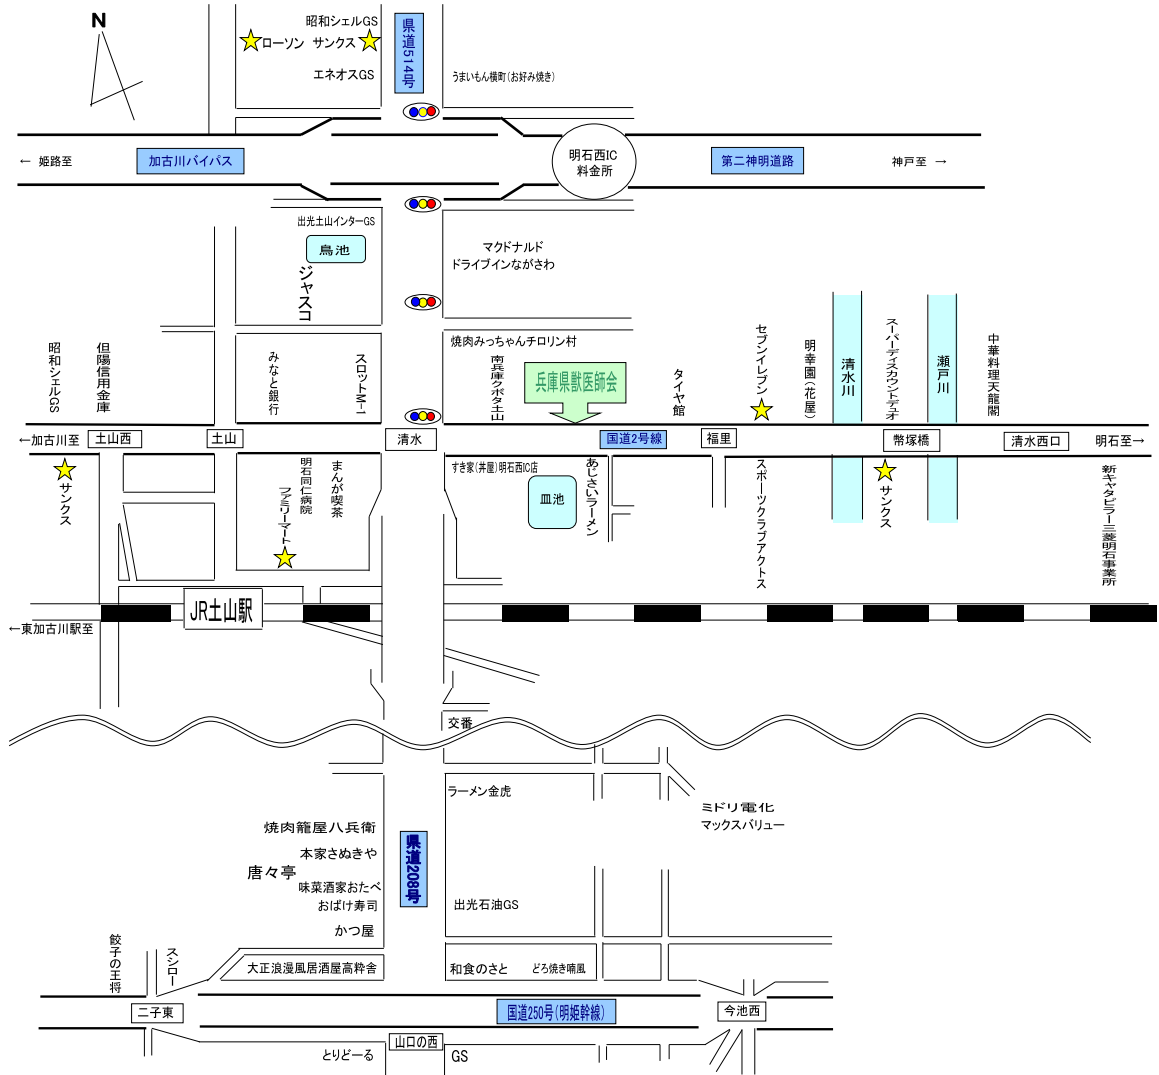 N
昭和シェルGS
ローソン サンクス
エネオスGS
県道514号
うまいもん横町(お好み焼き)
← 姫路至
加古川バイパス
明石西IC
料金所
第二神明道路
神戸至 →
出光土山インターGS
鳥池
ジャスコ
マクドナルド
ドライブインながさわ
昭和シェルGS
但陽信用金庫
みなと銀行
スロットM-1
焼肉みっちゃんチロリン村
南兵庫クボタ土山
兵庫県獣医師会
タイヤ館
セブンイレブン
明幸園(花屋)
清水川
スーパーディスカウントデュオ
瀬戸川
中華料理天龍閣
←加古川至
土山西
土山
清水
国道2号線
福里
幣塚橋
清水西口
明石至→
サンクス
ファミリーマート
明石同仁病院
まんが喫茶
すき家(丼屋)明石西IC店
皿池
あじさいラーメン
スポーツクラブアクトス
サンクス
新キャタピラー三菱明石事業所
JR土山駅
←東加古川駅至
交番
ラーメン金虎
ミドリ電化
マックスバリュー
焼肉籠屋八兵衛
本家さぬきや
唐々亭
味菜酒家おたべ
おばけ寿司
かつ屋
県道208号
出光石油GS
餃子の王将
スシロー
大正浪漫風居酒屋高粋舎
和食のさと
どろ焼き喃風
二子東
国道250号(明姫幹線)
今池西
とりどーる
山口の西
GS